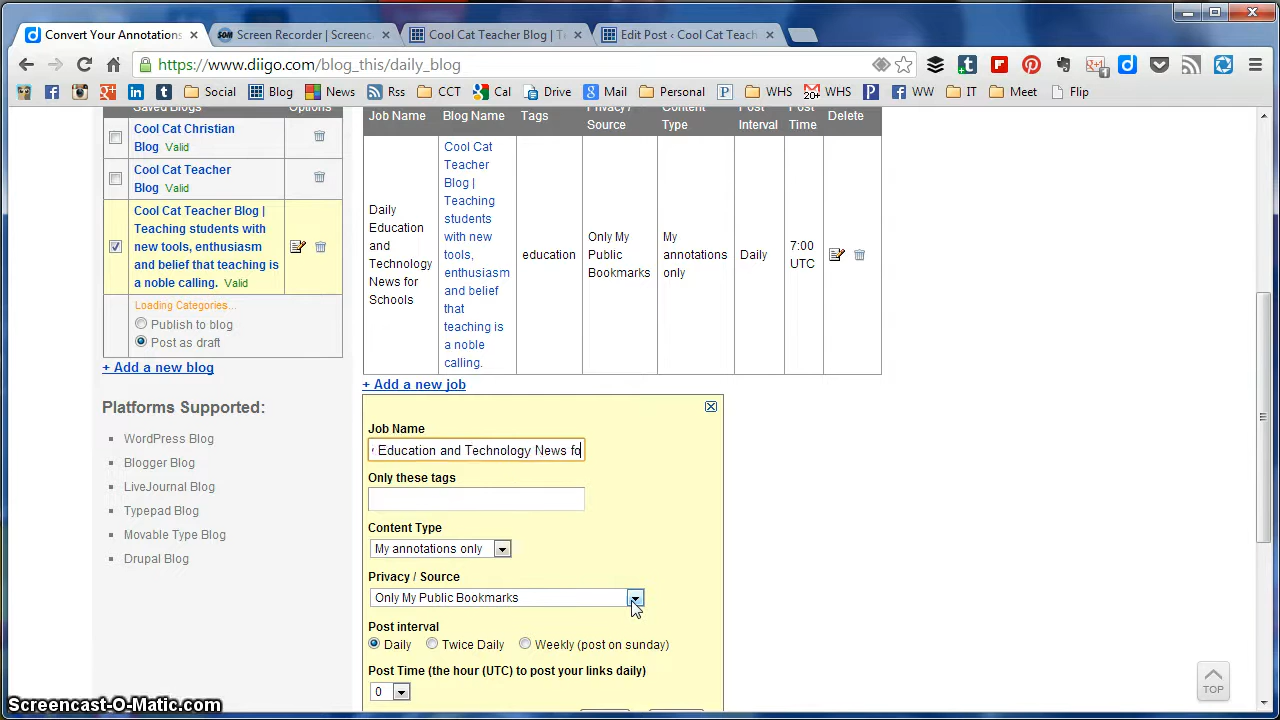 Convert Your Annotations
Screen Recorder | Screenc
Cool Cat Teacher Blog | Te
Edit Post ‹ Cool Cat Teach
https://www.diigo.com/blog_this/daily_blog
Social
Blog
News
Rss
CCT
Cal
Drive
Mail
Personal
WHS
WHS
WW
IT
Meet
Flip
Saved Blogs
Options
Cool Cat Christian
Blog Valid
Cool Cat Teacher
Blog Valid
Cool Cat Teacher Blog |
Teaching students with
new tools, enthusiasm
and belief that teaching is
a noble calling. Valid
Loading Categories...
Publish to blog
Post as draft
+ Add a new blog
Platforms Supported:
WordPress Blog
Blogger Blog
LiveJournal Blog
Typepad Blog
Movable Type Blog
Drupal Blog
Job Name
Blog Name
Tags
Privacy /
Source
Content
Type
Post
Interval
Post
Time
Delete
Daily
Education
and
Technology
News for
Schools
Cool Cat
Teacher
Blog |
Teaching
students
with new
tools,
enthusiasm
and belief
that
teaching is
a noble
calling.
education
Only My
Public
Bookmarks
My
annotations
only
Daily
7:00
UTC
+ Add a new job
Job Name
Education and Technology News fo
Only these tags
Content Type
My annotations only
Privacy / Source
Only My Public Bookmarks
Post interval
Daily
Twice Daily
Weekly (post on sunday)
Post Time (the hour (UTC) to post your links daily)
0
TOP
Screencast-O-Matic.com